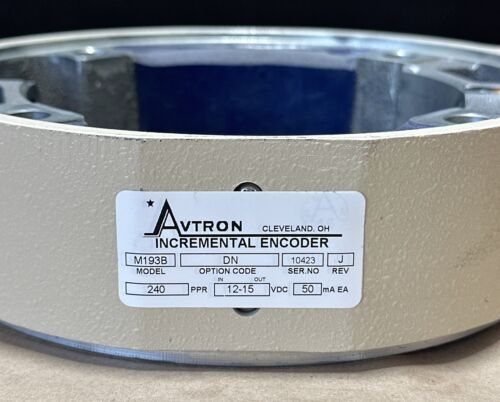 AVTRON CLEVELAND, OH
INCREMENTAL ENCODER
M193B DN 10423 J
MODEL OPTION CODE SER.NO REV
IN OUT
240 PPR 12-15 VDC 50 mA EA